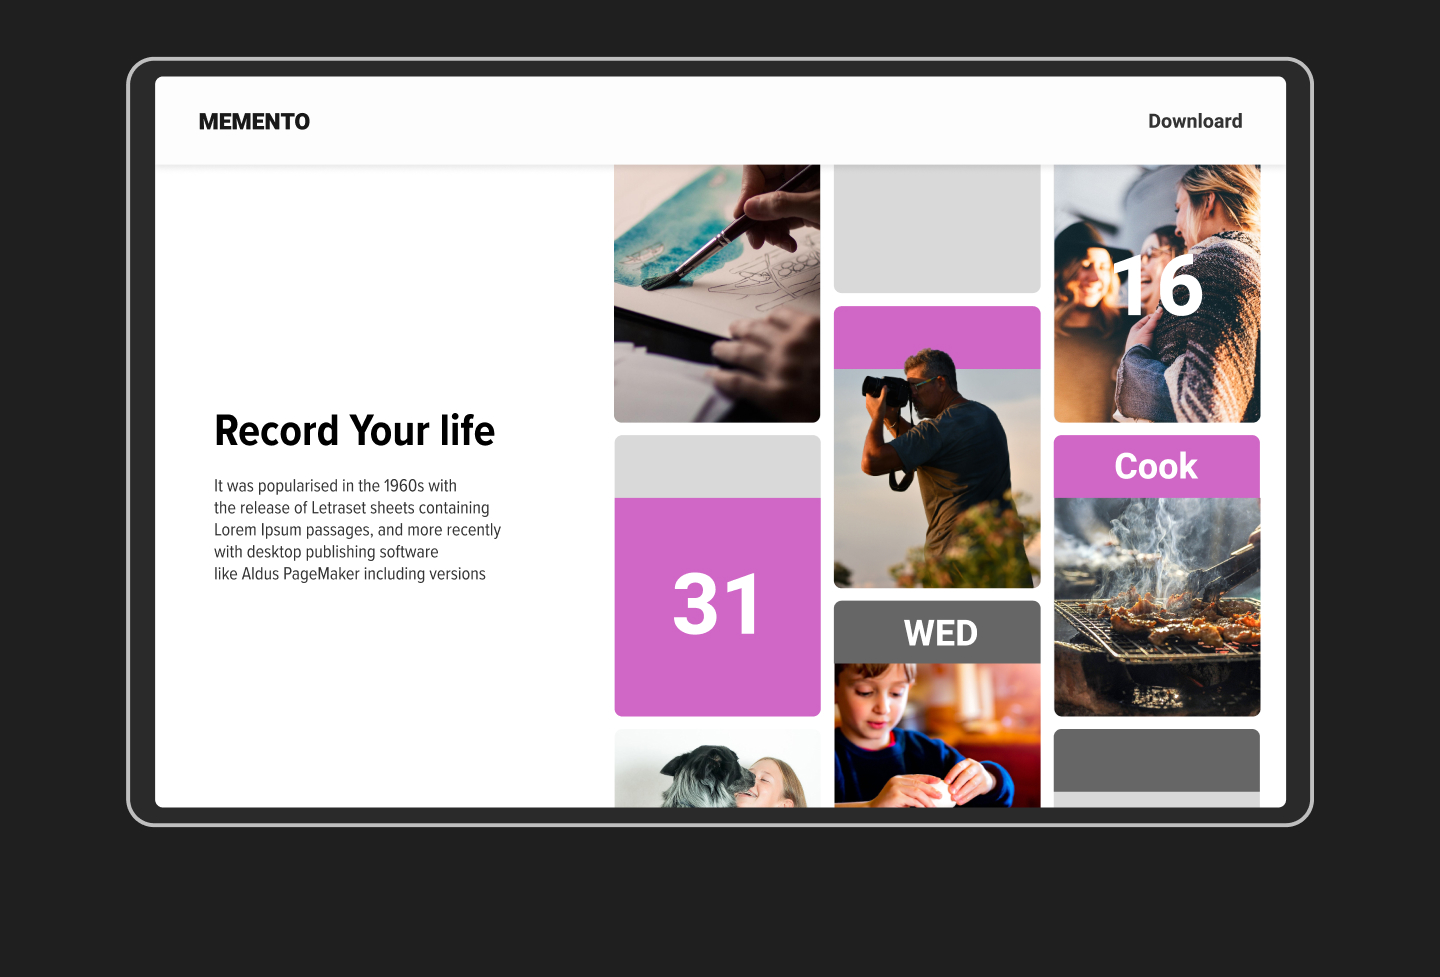 MEMENTO
Downloard
Record Your life
It was popularised in the 1960s with
the release of Letraset sheets containing
Lorem Ipsum passages, and more recently
with desktop publishing software
like Aldus PageMaker including versions
16
Cook
31
WED